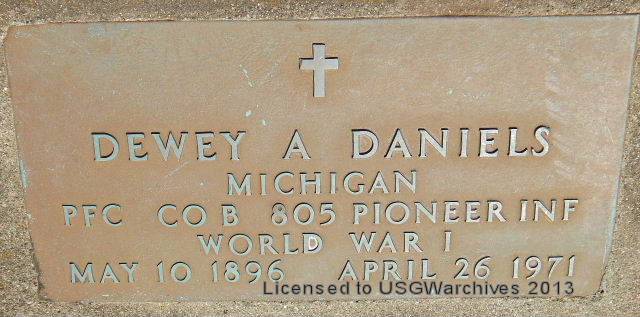 DEWEY A DANIELS
MICHIGAN
PFC CO B 805 PIONEER INF
WORLD WAR I
MAY 10 1896 APRIL 26 1971
Licensed to USGWarchives 2013